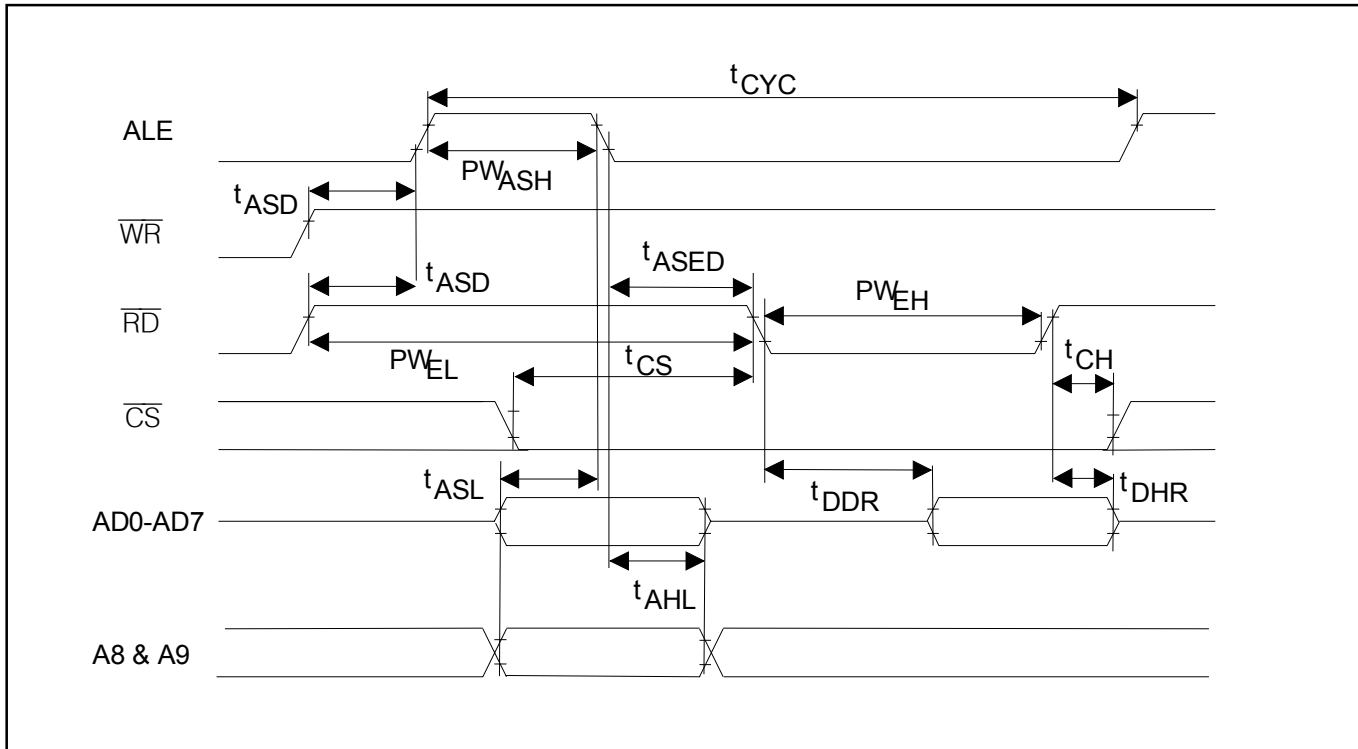 tCYC
ALE
PWASH
tASD
WR
tASED
tASD
PWEH
RD
PWEL
tCS
tCH
CS
tASL
tDDR
tDHR
AD0-AD7
tAHL
A8 & A9